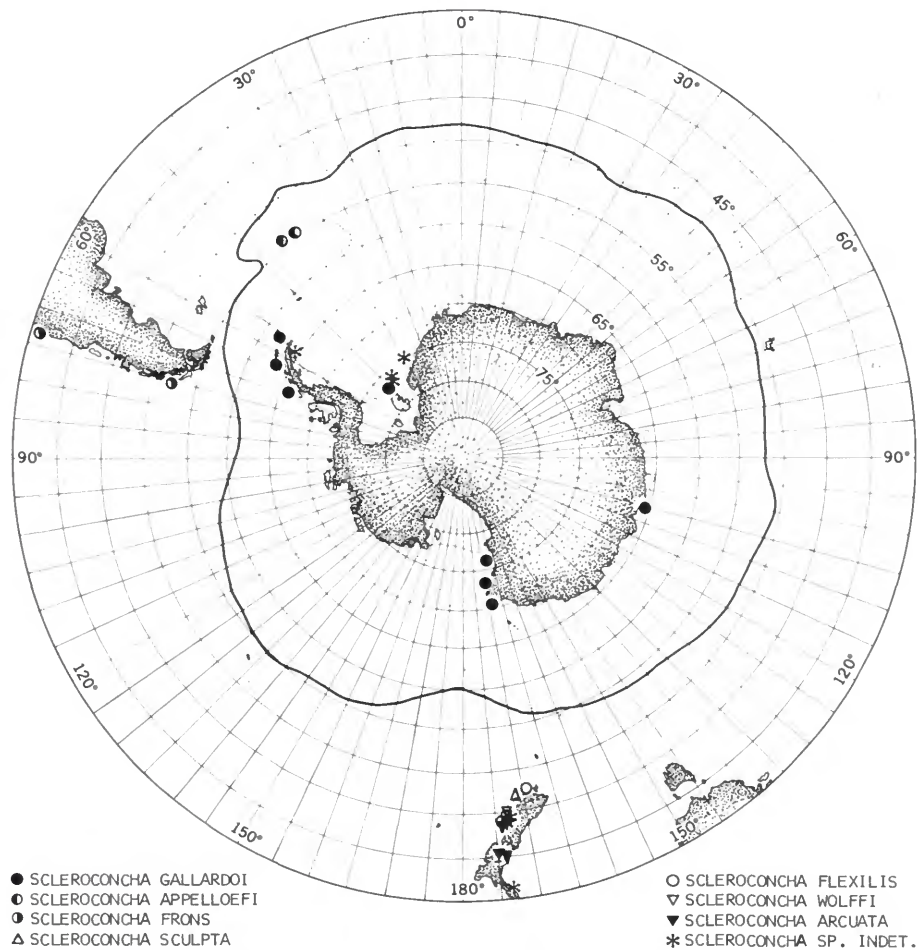 0°
30°
30°
45°
60°
60°
55°
65°
75°
90°
90°
120°
120°
150°
150°
180°
● SCLEROCONCHA GALLARDOI
◐ SCLEROCONCHA APPELLOEFI
◑ SCLEROCONCHA FRONS
△ SCLEROCONCHA SCULPTA
○ SCLEROCONCHA FLEXILIS
▽ SCLEROCONCHA WOLFFI
▼ SCLEROCONCHA ARCUATA
* SCLEROCONCHA SP. INDET.